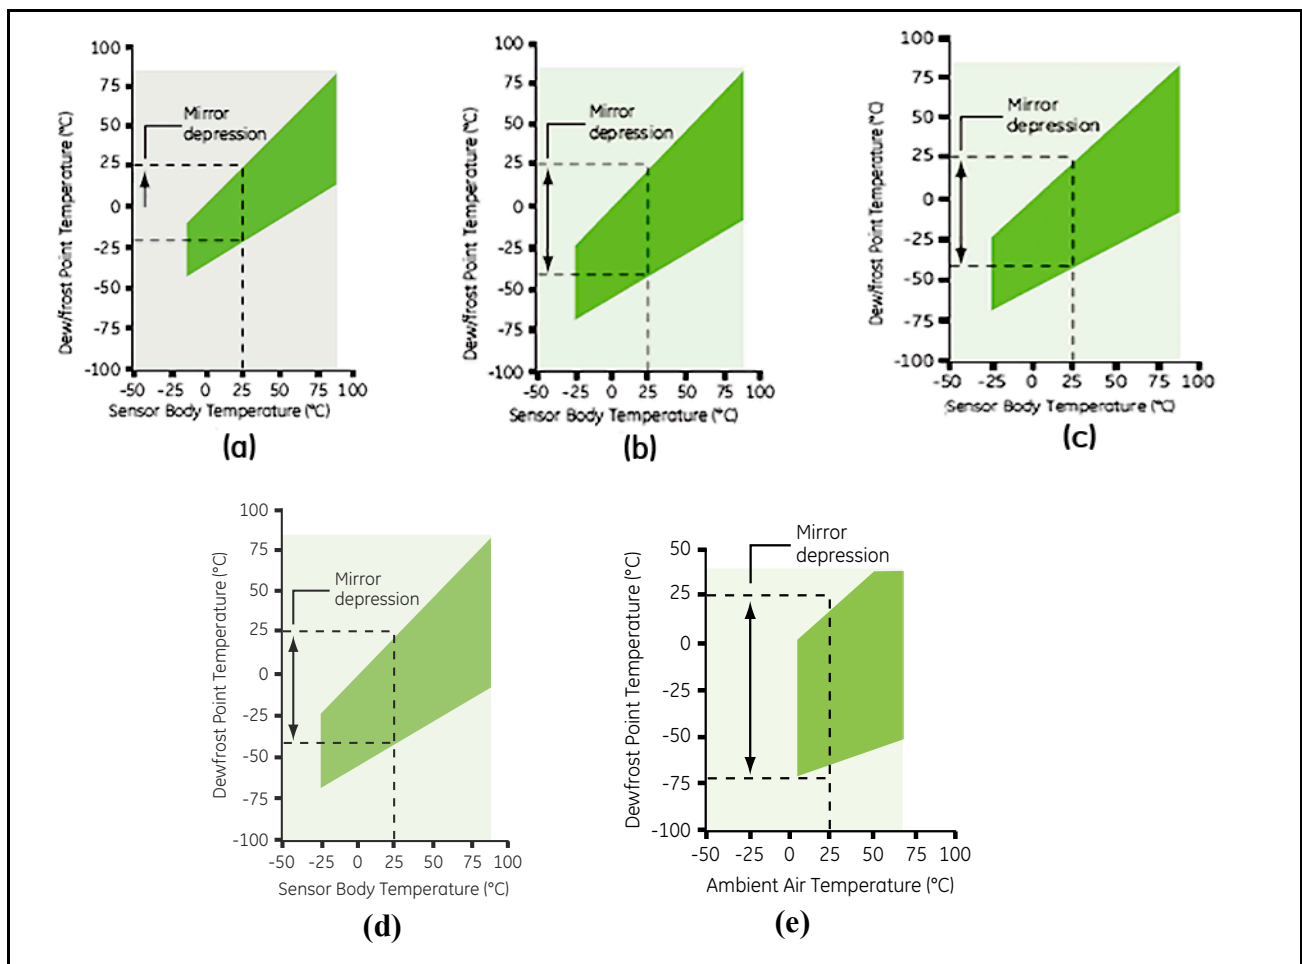 100
75
50
25
0
-25
-50
-75
-100
Dew/frost Point Temperature (°C)
Mirror
depression
-50 -25 0 25 50 75 100
Sensor Body Temperature (°C)
(a)
100
75
50
25
0
-25
-50
-75
-100
Dew/frost Point Temperature (°C)
Mirror
depression
-50 -25 0 25 50 75 100
Sensor Body Temperature (°C)
(b)
100
75
50
25
0
-25
-50
-75
-100
Dew/frost Point Temperature (°C)
Mirror
depression
-50 -25 0 25 50 75 100
Sensor Body Temperature (°C)
(c)
100
75
50
25
0
-25
-50
-75
-100
Dewfrost Point Temperature (°C)
Mirror
depression
-50 -25 0 25 50 75 100
Sensor Body Temperature (°C)
(d)
50
25
0
-25
-50
-75
-100
Dewfrost Point Temperature (°C)
Mirror
depression
-50 -25 0 25 50 75 100
Ambient Air Temperature (°C)
(e)